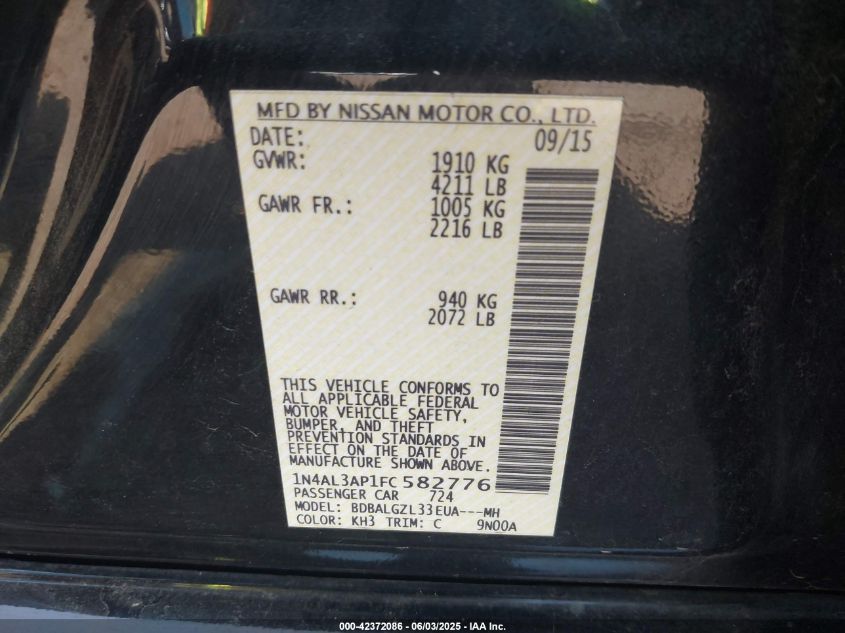 MFD BY NISSAN MOTOR CO., LTD.
DATE: 09/15
GVWR: 1910 KG
4211 LB
GAWR FR.: 1005 KG
2216 LB
GAWR RR.: 940 KG
2072 LB
THIS VEHICLE CONFORMS TO
ALL APPLICABLE FEDERAL
MOTOR VEHICLE SAFETY,
BUMPER, AND THEFT
PREVENTION STANDARDS IN
EFFECT ON THE DATE OF
MANUFACTURE SHOWN ABOVE.
1N4AL3AP1FC582776
PASSENGER CAR 724
MODEL: BDBALGZL33EUA---MH
COLOR: KH3 TRIM: C 9N00A
000-42372086 - 06/03/2025 - IAA Inc.